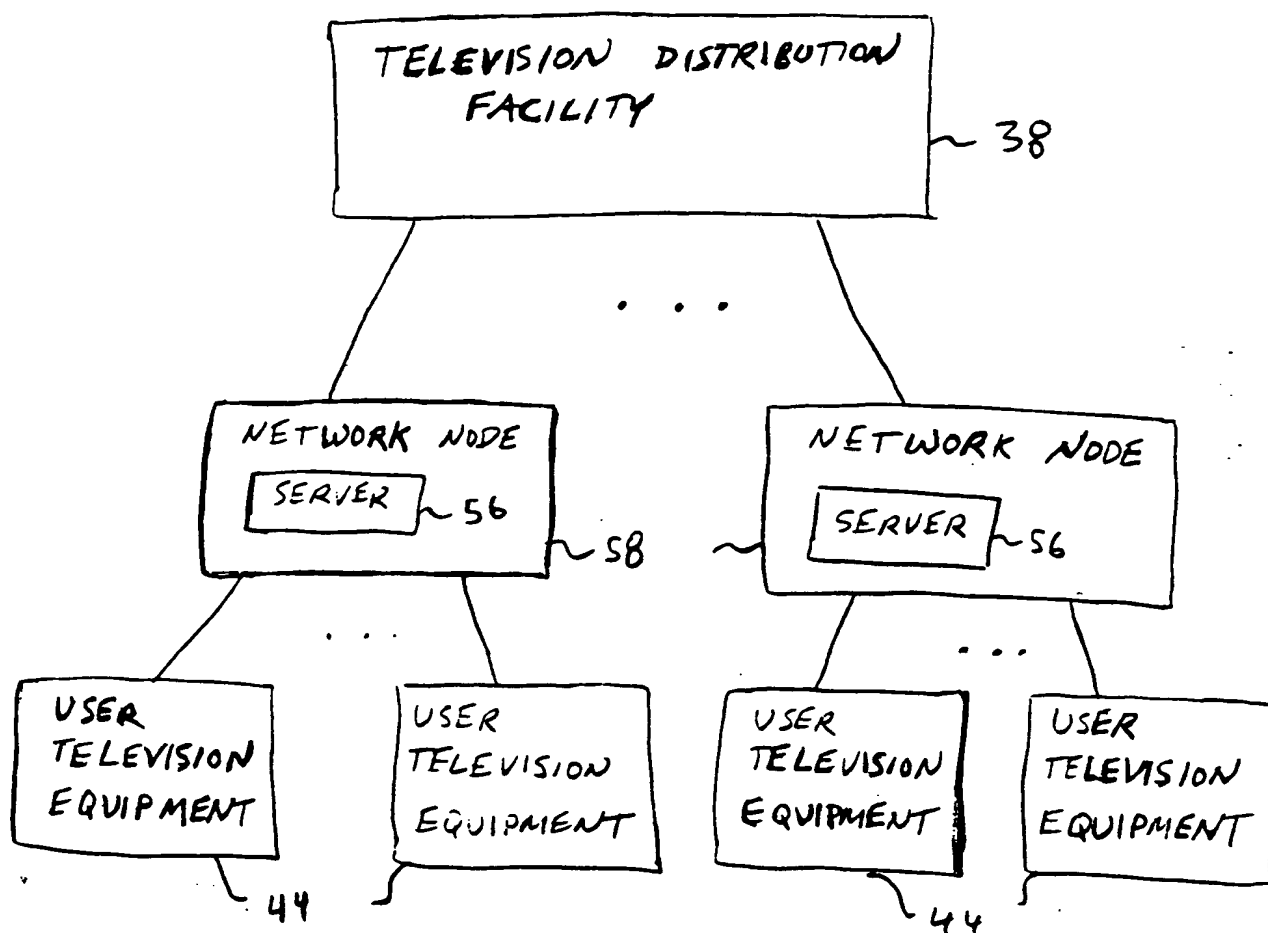 TELEVISION DISTRIBUTION
FACILITY
38
. . .
NETWORK NODE
SERVER
56
58
NETWORK NODE
SERVER
56
. . .
. . .
USER
TELEVISION
EQUIPMENT
USER
TELEVISION
EQUIPMENT
44
USER
TELEVISION
EQUIPMENT
USER
TELEVISION
EQUIPMENT
44